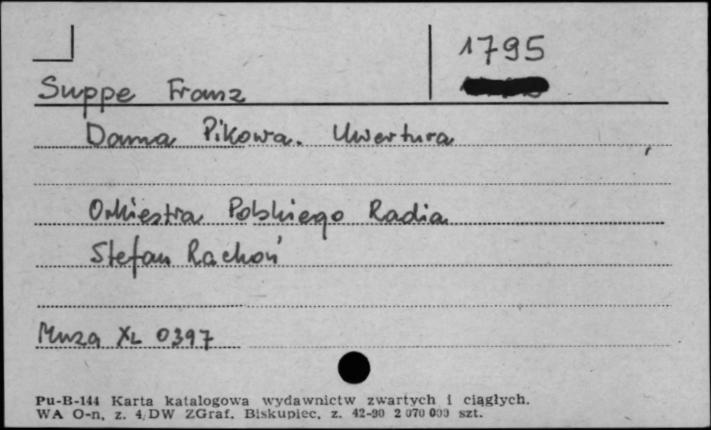 1795
Suppe Franz
Dama Pikowa. Uwertura
Orkiestra Polskiego Radia
Stefan Rachoń
Muza XL 0397
Pu-B-144 Karta katalogowa wydawnictw zwartych i ciągłych.
WA O-n. z. 4/DW ZGraf. Biskupiec, z. 42-90 2 070 000 szt.